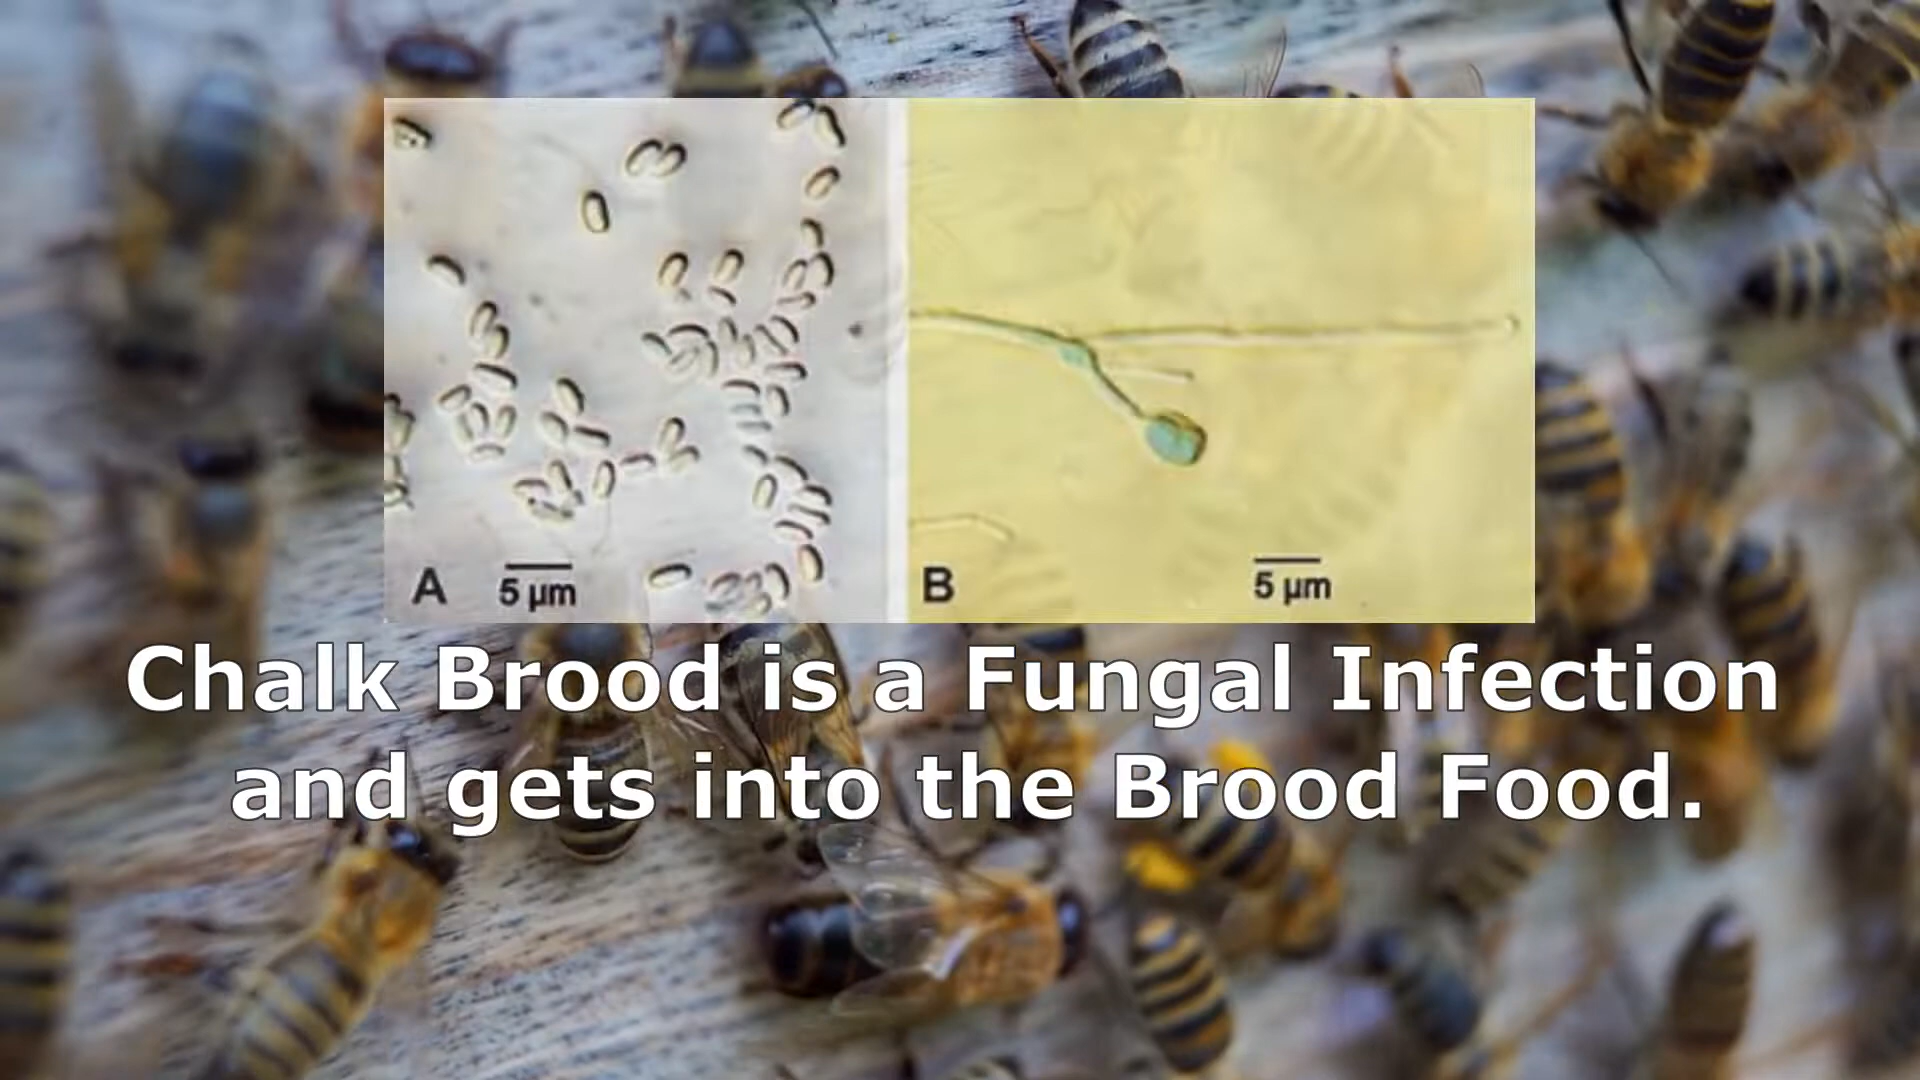 A 5 µm
B 5 µm
Chalk Brood is a Fungal Infection
and gets into the Brood Food.